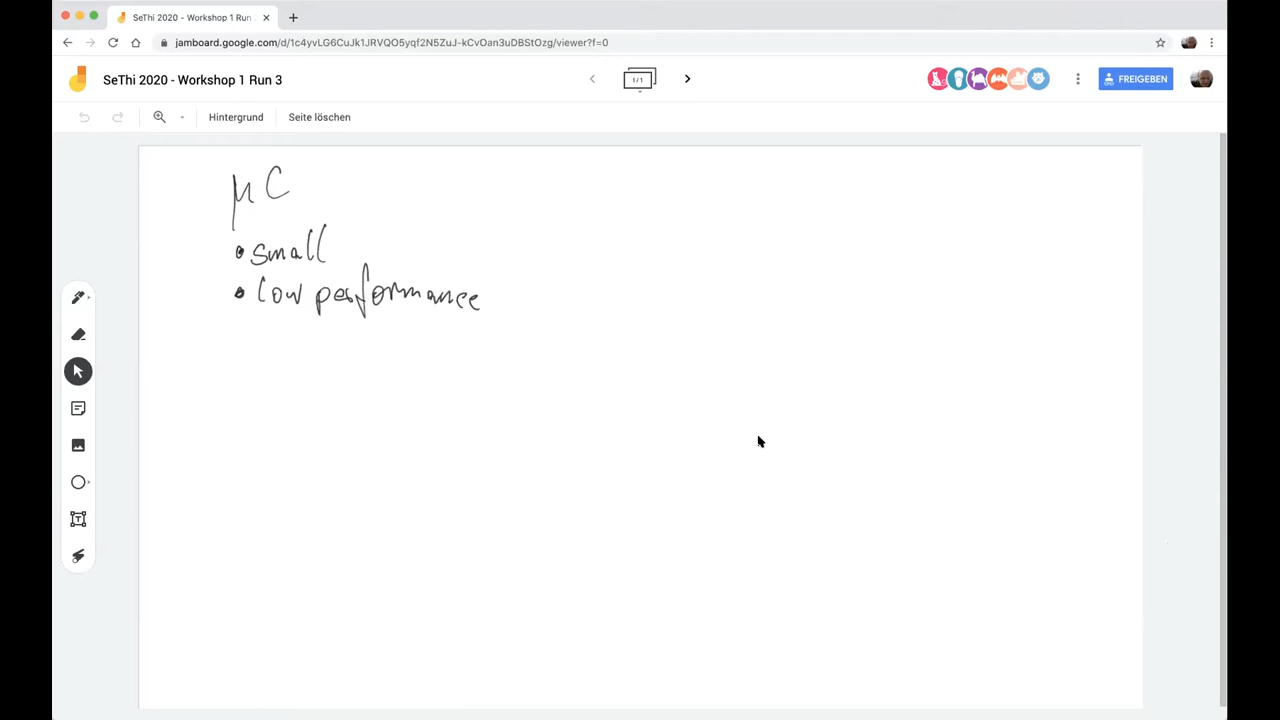 SeThi 2020 - Workshop 1 Run
jamboard.google.com/d/1c4yvLG6CuJk1JRVQO5yqf2N5ZuJ-kCvOan3uDBStOzg/viewer?f=0
SeThi 2020 - Workshop 1 Run 3
1/1
FREIGEBEN
Hintergrund
Seite löschen
μC
• small
• low performance